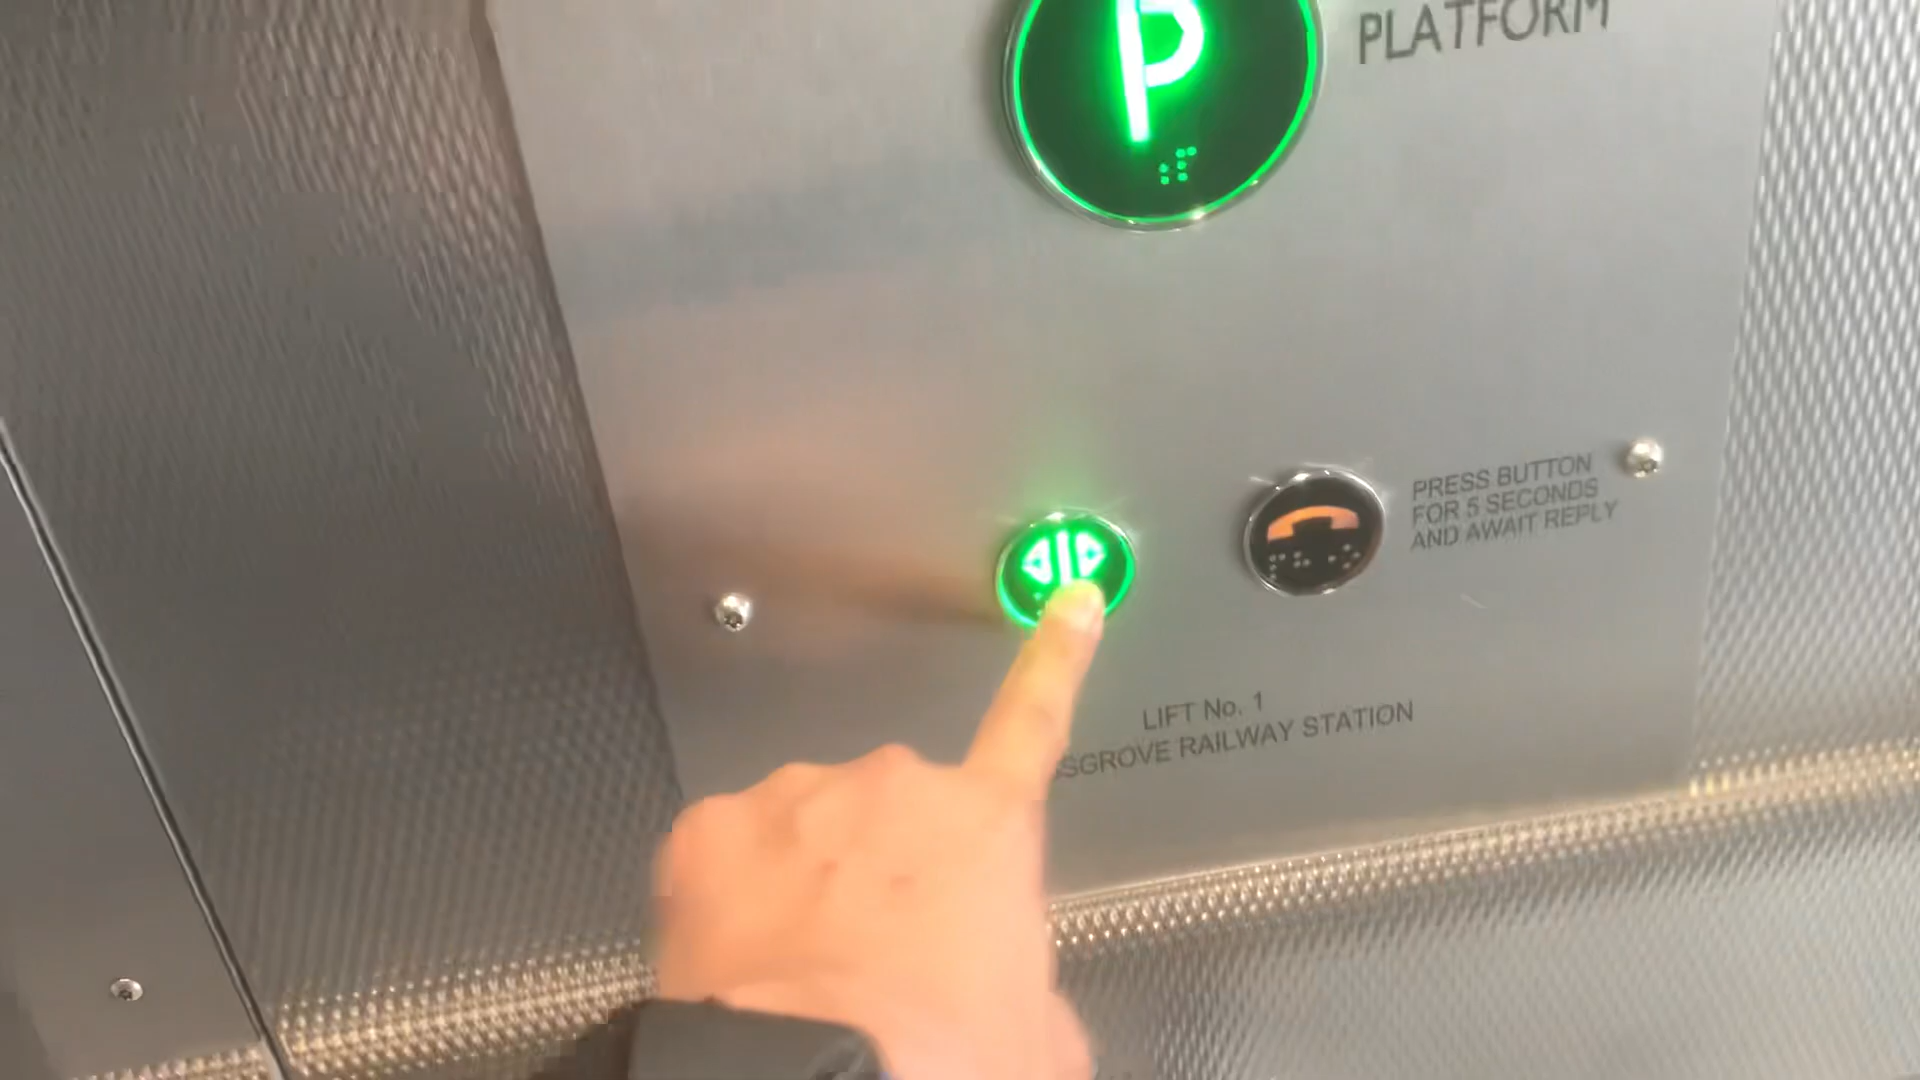 P
PLATFORM
PRESS BUTTON
FOR 5 SECONDS
AND AWAIT REPLY
LIFT No. 1
SGROVE RAILWAY STATION